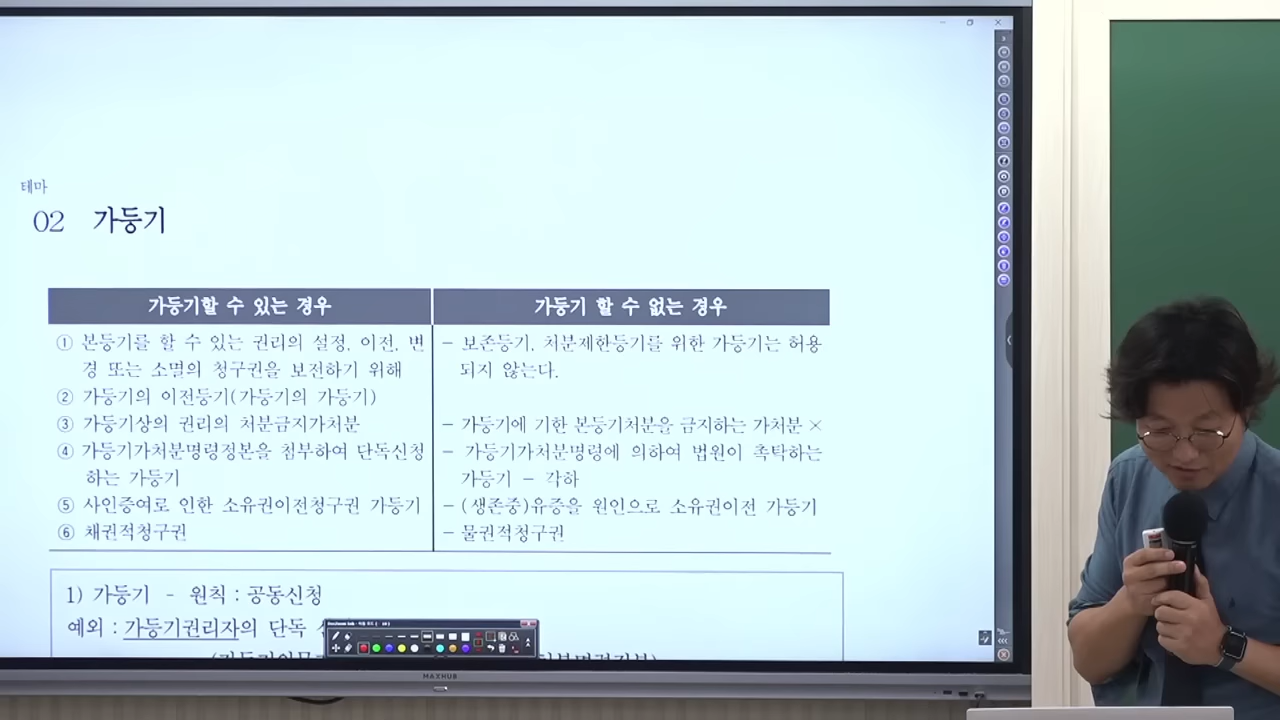 테마
02 가등기
가등기할 수 있는 경우
① 본등기를 할 수 있는 권리의 설정, 이전, 변
경 또는 소멸의 청구권을 보전하기 위해
② 가등기의 이전등기(가등기의 가등기)
③ 가등기상의 권리의 처분금지가처분
④ 가등기가처분명령정본을 첨부하여 단독신청
하는 가등기
⑤ 사인증여로 인한 소유권이전청구권 가등기
⑥ 채권적청구권
가등기 할 수 없는 경우
- 보존등기, 처분제한등기를 위한 가등기는 허용
되지 않는다.
- 가등기에 기한 본등기처분을 금지하는 가처분 ×
- 가등기가처분명령에 의하여 법원이 촉탁하는
가등기 - 각하
- (생존중)유증을 원인으로 소유권이전 가등기
- 물권적청구권
1) 가등기 - 원칙 : 공동신청
예외 : 가등기권리자의 단독
MAXHUB